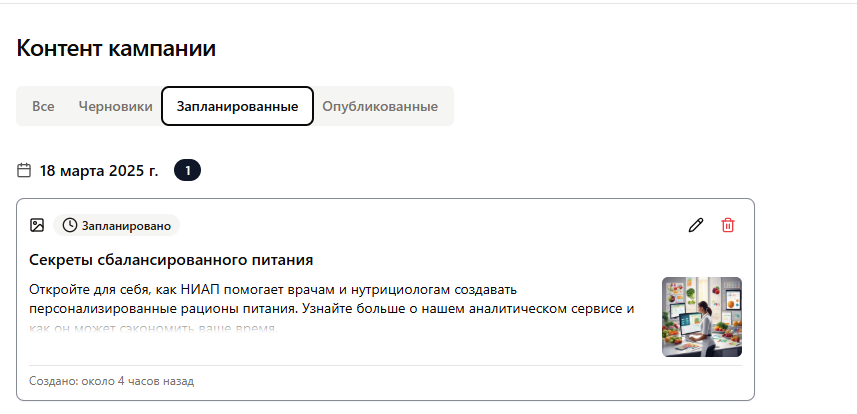 Контент кампании
Все Черновики Запланированные Опубликованные
18 марта 2025 г. 1
Запланировано
Секреты сбалансированного питания
Откройте для себя, как НИАП помогает врачам и нутрициологам создавать
персонализированные рационы питания. Узнайте больше о нашем аналитическом сервисе и
как он может сэкономить ваше время.
Создано: около 4 часов назад